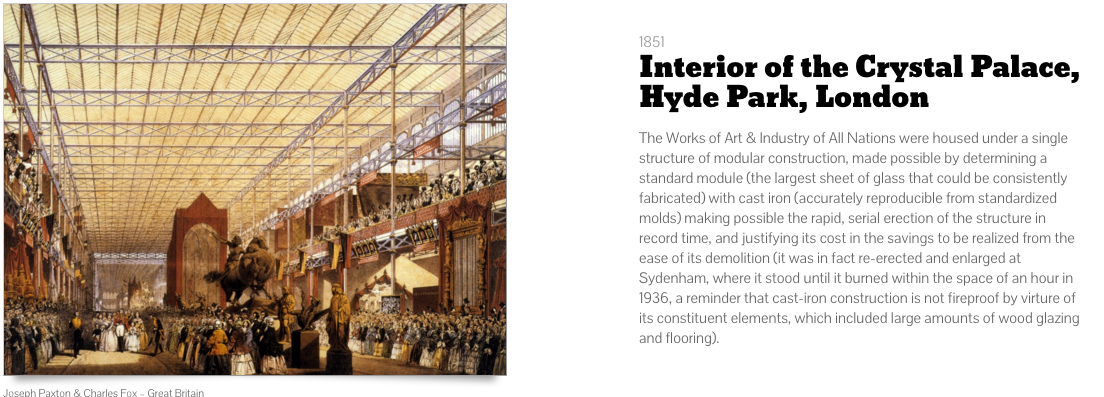 1851
Interior of the Crystal Palace,
Hyde Park, London
The Works of Art & Industry of All Nations were housed under a single
structure of modular construction, made possible by determining a
standard module (the largest sheet of glass that could be consistently
fabricated) with cast iron (accurately reproducible from standardized
molds) making possible the rapid, serial erection of the structure in
record time, and justifying its cost in the savings to be realized from the
ease of its demolition (it was in fact re-erected and enlarged at
Sydenham, where it stood until it burned within the space of an hour in
1936, a reminder that cast-iron construction is not fireproof by virture of
its constituent elements, which included large amounts of wood glazing
and flooring).
Joseph Paxton & Charles Fox – Great Britain